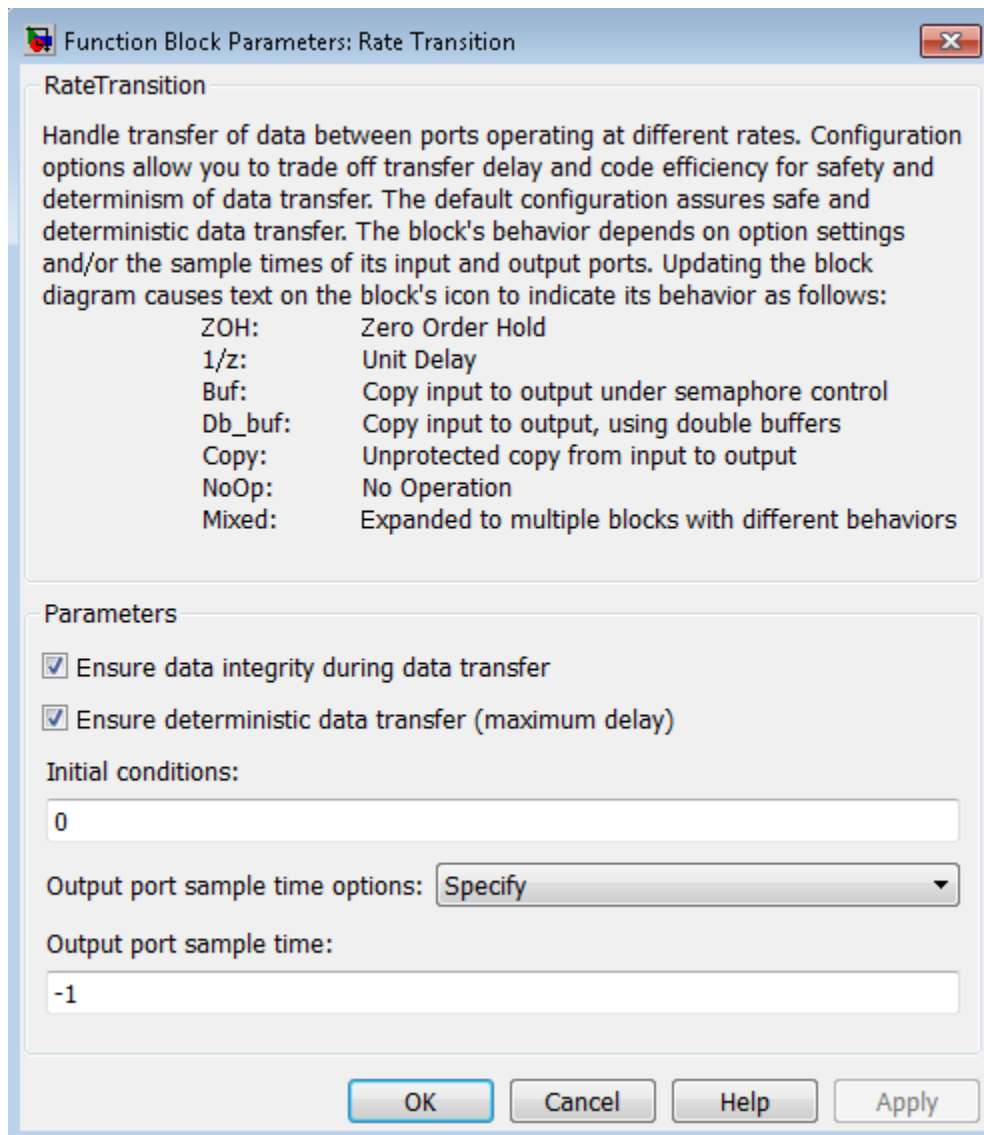 Function Block Parameters: Rate Transition
RateTransition
Handle transfer of data between ports operating at different rates. Configuration
options allow you to trade off transfer delay and code efficiency for safety and
determinism of data transfer. The default configuration assures safe and
deterministic data transfer. The block's behavior depends on option settings
and/or the sample times of its input and output ports. Updating the block
diagram causes text on the block's icon to indicate its behavior as follows:
ZOH: Zero Order Hold
1/z: Unit Delay
Buf: Copy input to output under semaphore control
Db_buf: Copy input to output, using double buffers
Copy: Unprotected copy from input to output
NoOp: No Operation
Mixed: Expanded to multiple blocks with different behaviors
Parameters
Ensure data integrity during data transfer
Ensure deterministic data transfer (maximum delay)
Initial conditions:
0
Output port sample time options: Specify
Output port sample time:
-1
OK Cancel Help Apply